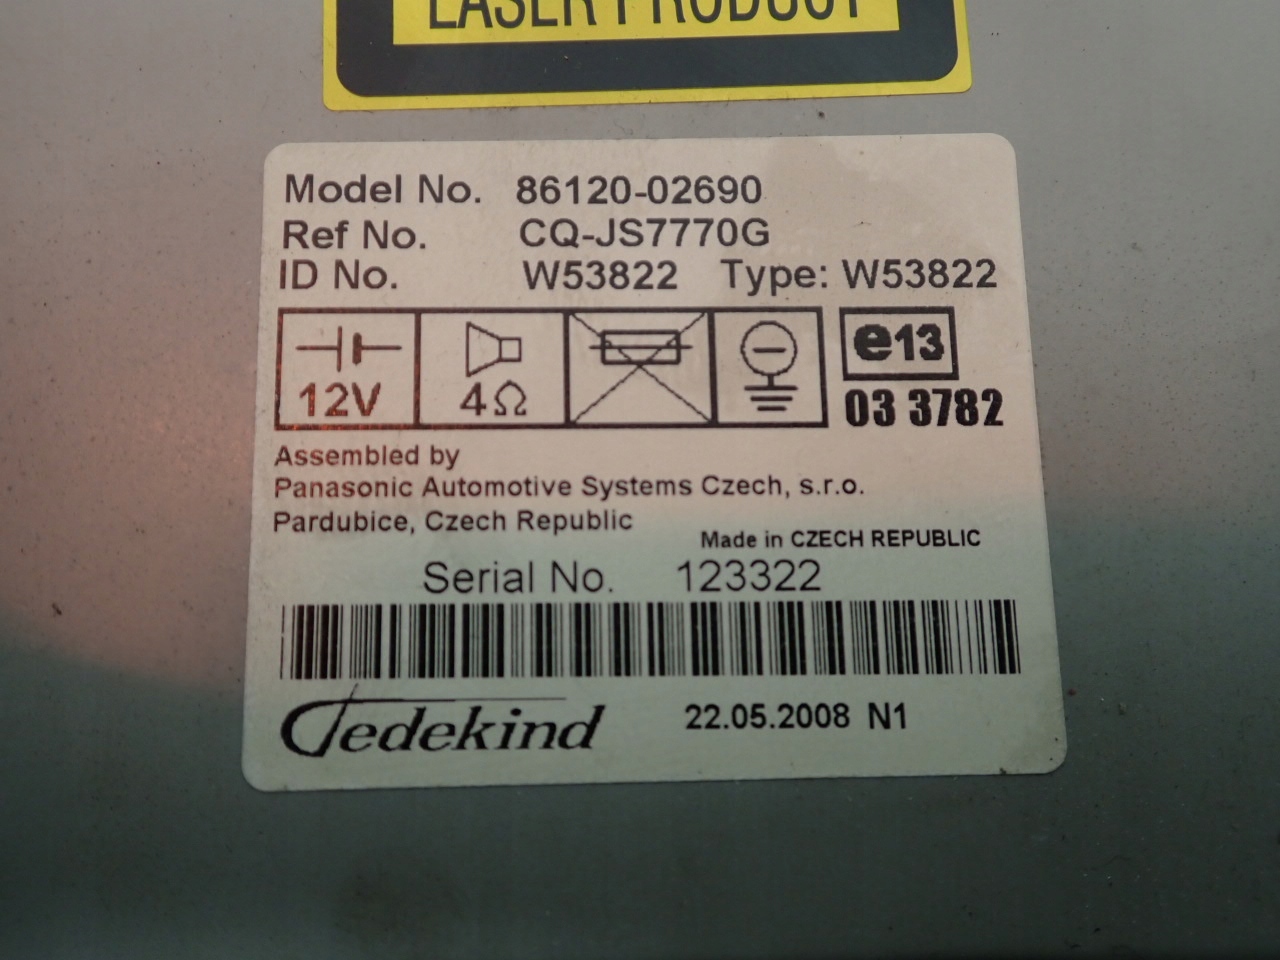 LASER PRODUCT
Model No. 86120-02690
Ref No. CQ-JS7770G
ID No. W53822 Type: W53822
12V 4Ω e13
03 3782
Assembled by
Panasonic Automotive Systems Czech, s.r.o.
Pardubice, Czech Republic
Made in CZECH REPUBLIC
Serial No. 123322
Tedekind 22.05.2008 N1